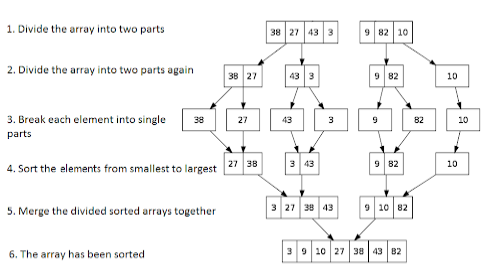 1. Divide the array into two parts
38 27 43 3
9 82 10
2. Divide the array into two parts again
38 27
43 3
9 82
10
3. Break each element into single
parts
38
27
43
3
9
82
10
4. Sort the elements from smallest to largest
27 38
3 43
9 82
10
5. Merge the divided sorted arrays together
3 27 38 43
9 10 82
6. The array has been sorted
3 9 10 27 38 43 82